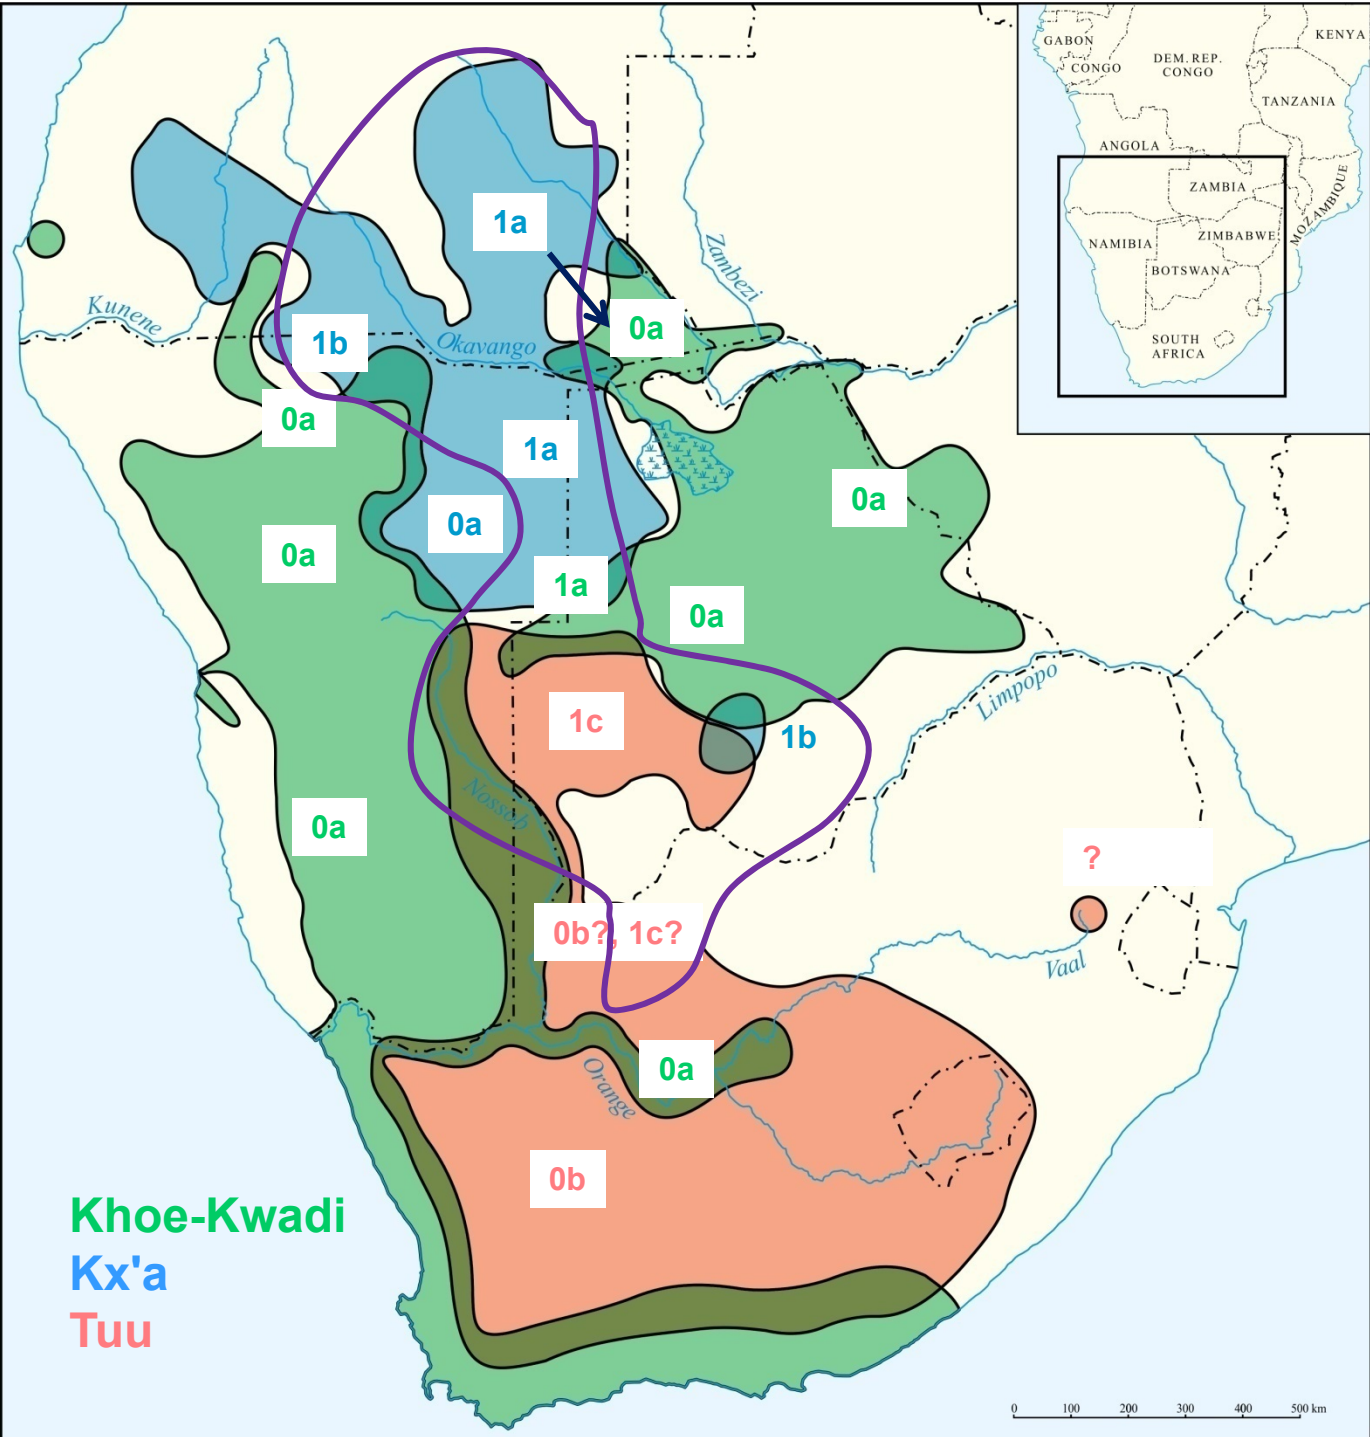 GABON
CONGO
DEM. REP.
CONGO
KENYA
TANZANIA
ANGOLA
ZAMBIA
MOZAMBIQUE
NAMIBIA
ZIMBABWE
BOTSWANA
SOUTH
AFRICA
1a
Zambezi
Kunene
1b
Okavango
0a
0a
1a
0a
0a
0a
1a
0a
Limpopo
1c
1b
Nossob
0a
?
0b?, 1c?
Vaal
0a
Orange
0b
Khoe-Kwadi
Kx'a
Tuu
0 100 200 300 400 500 km